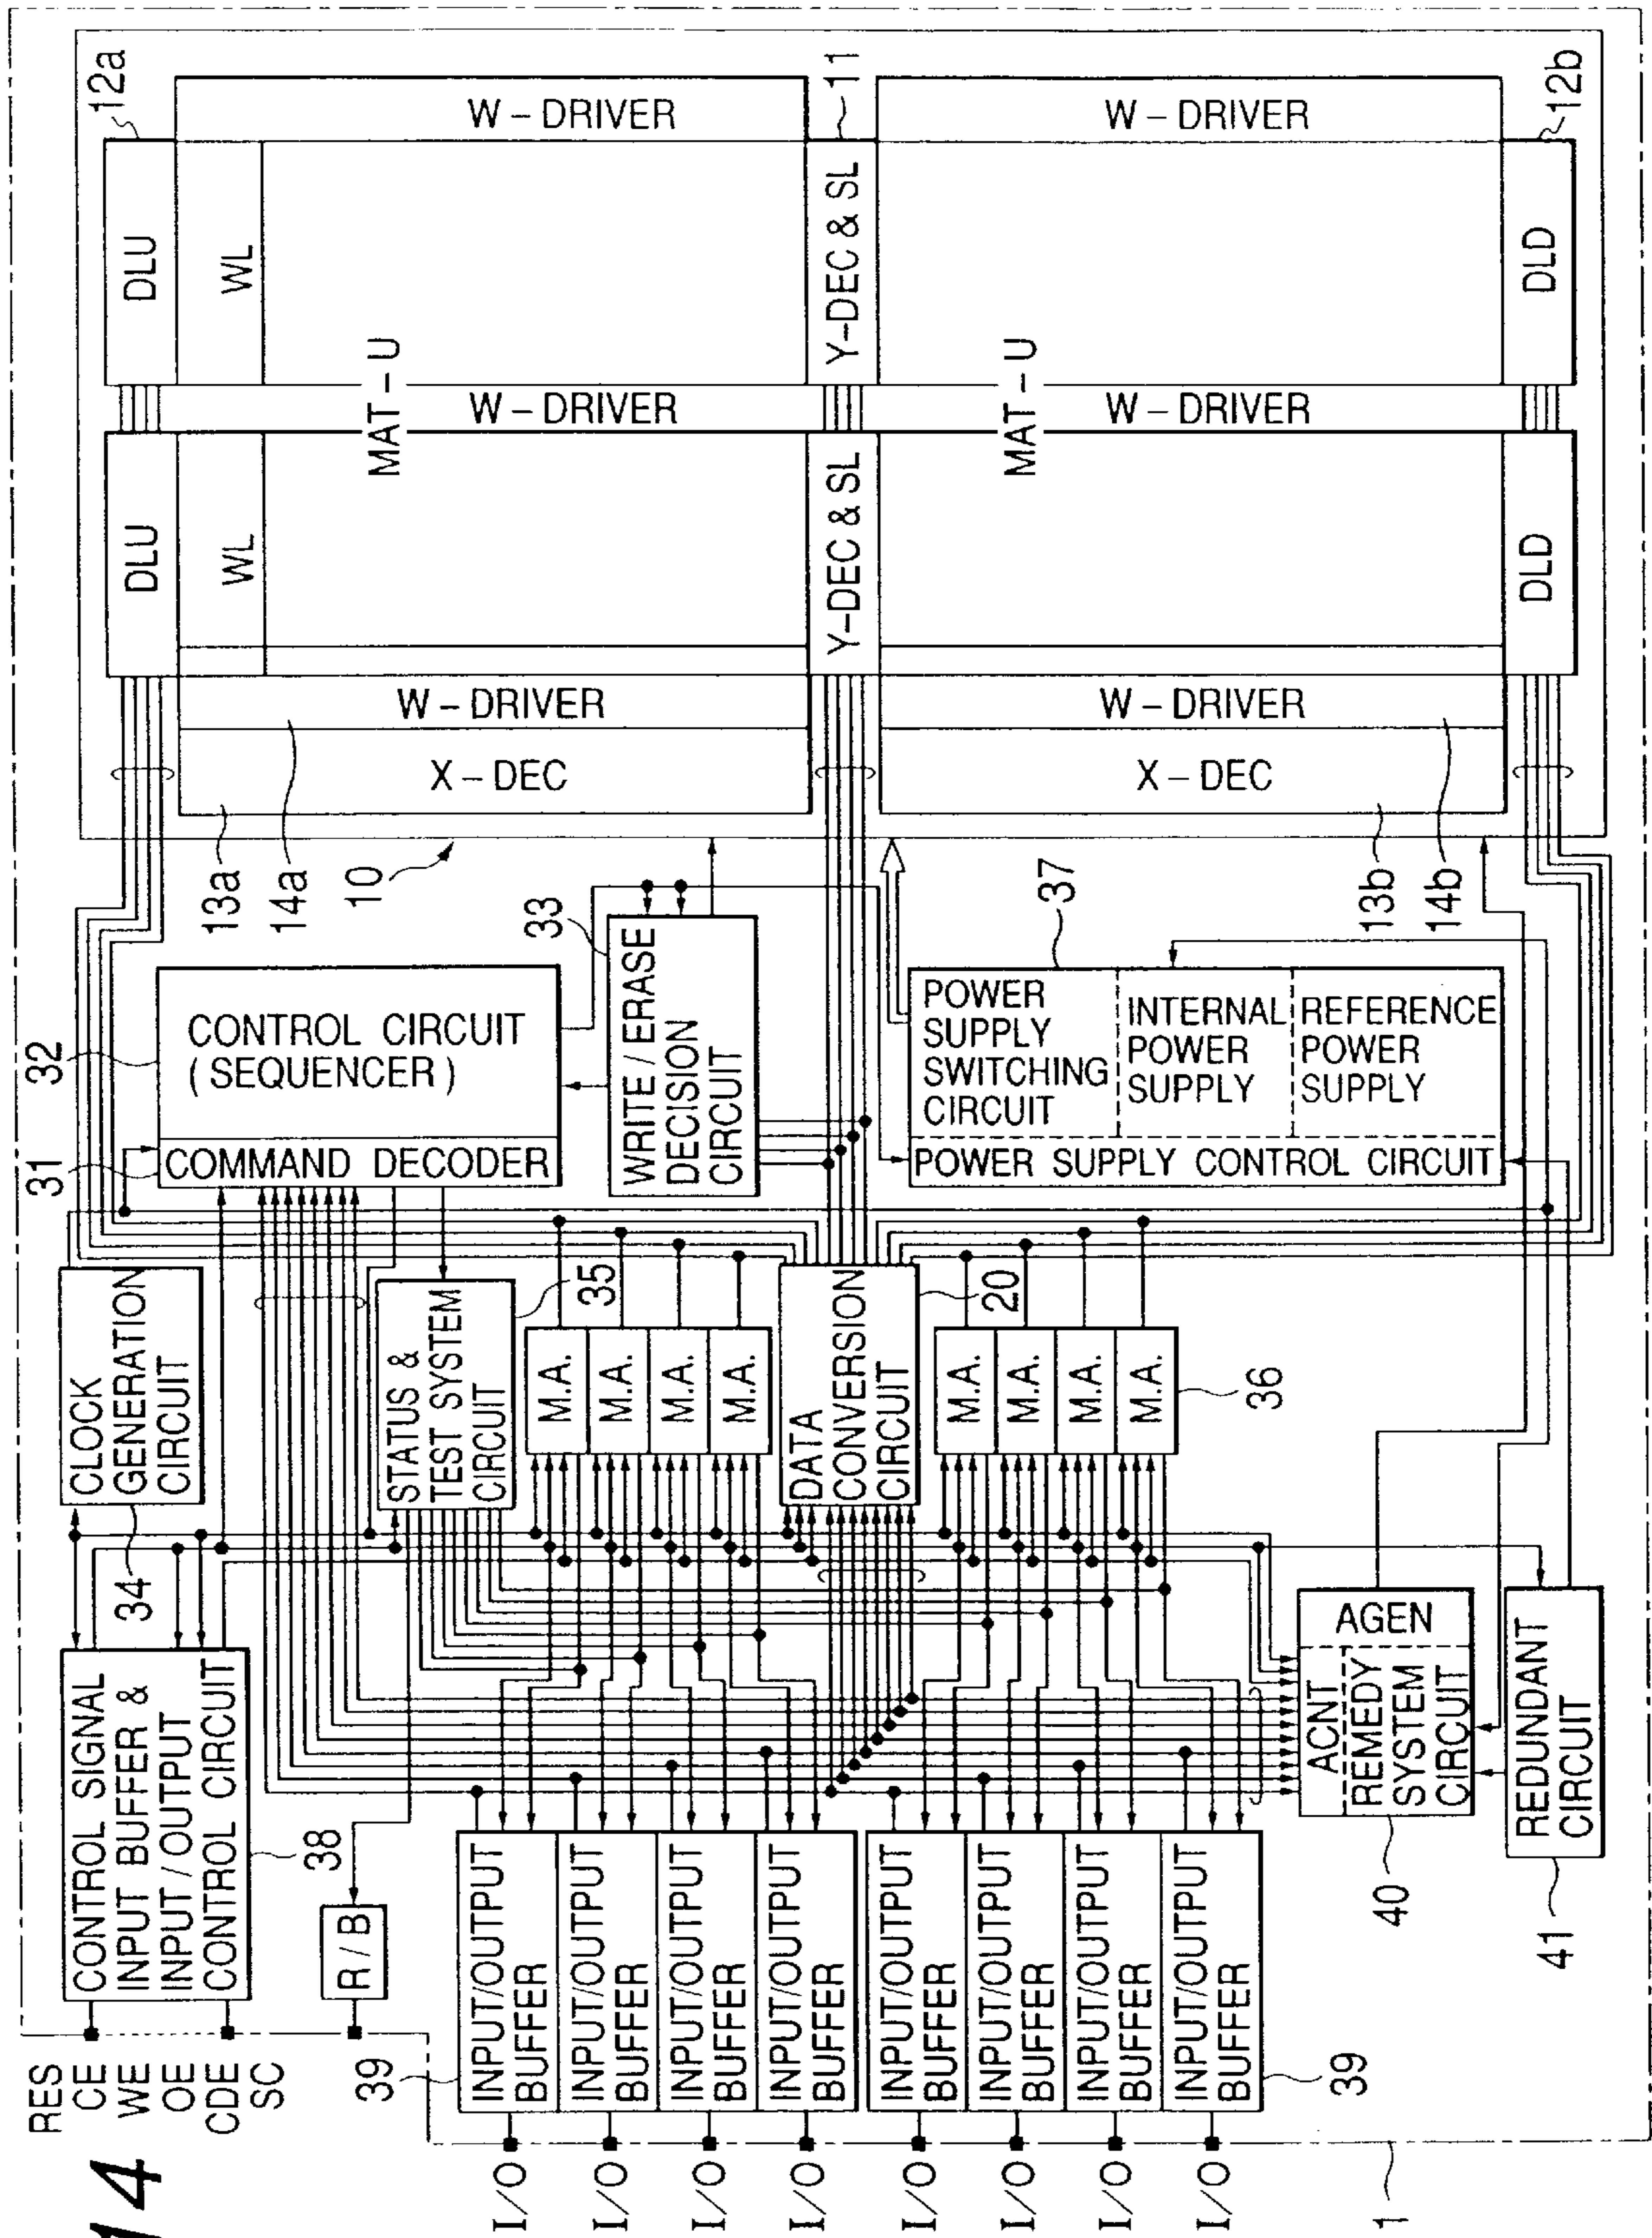 14
RES
CE
WE
OE
CDE
SC
CONTROL SIGNAL
INPUT BUFFER &
INPUT/OUTPUT
CONTROL CIRCUIT
38
R/B
34
CLOCK
GENERATION
CIRCUIT
31
32
CONTROL CIRCUIT
(SEQUENCER)
COMMAND DECODER
STATUS &
TEST SYSTEM
CIRCUIT
35
33
WRITE/ERASE
DECISION
CIRCUIT
13a
14a
10
12a
DLU
DLU
WL
WL
X-DEC
W-DRIVER
W-DRIVER
W-DRIVER
MAT-U
11
Y-DEC & SL
Y-DEC & SL
X-DEC
W-DRIVER
W-DRIVER
W-DRIVER
MAT-U
DLD
DLD
12b
13b
14b
39
I/O
INPUT/OUTPUT
BUFFER
I/O
INPUT/OUTPUT
BUFFER
I/O
INPUT/OUTPUT
BUFFER
I/O
INPUT/OUTPUT
BUFFER
I/O
INPUT/OUTPUT
BUFFER
I/O
INPUT/OUTPUT
BUFFER
I/O
INPUT/OUTPUT
BUFFER
I/O
INPUT/OUTPUT
BUFFER
39
M.A.
M.A.
M.A.
M.A.
DATA
CONVERSION
CIRCUIT
20
M.A.
M.A.
M.A.
M.A.
36
37
POWER
SUPPLY
SWITCHING
CIRCUIT
INTERNAL
POWER
SUPPLY
REFERENCE
POWER
SUPPLY
POWER SUPPLY CONTROL CIRCUIT
ACNT
AGEN
REMEDY
SYSTEM
CIRCUIT
40
REDUNDANT
CIRCUIT
41
1